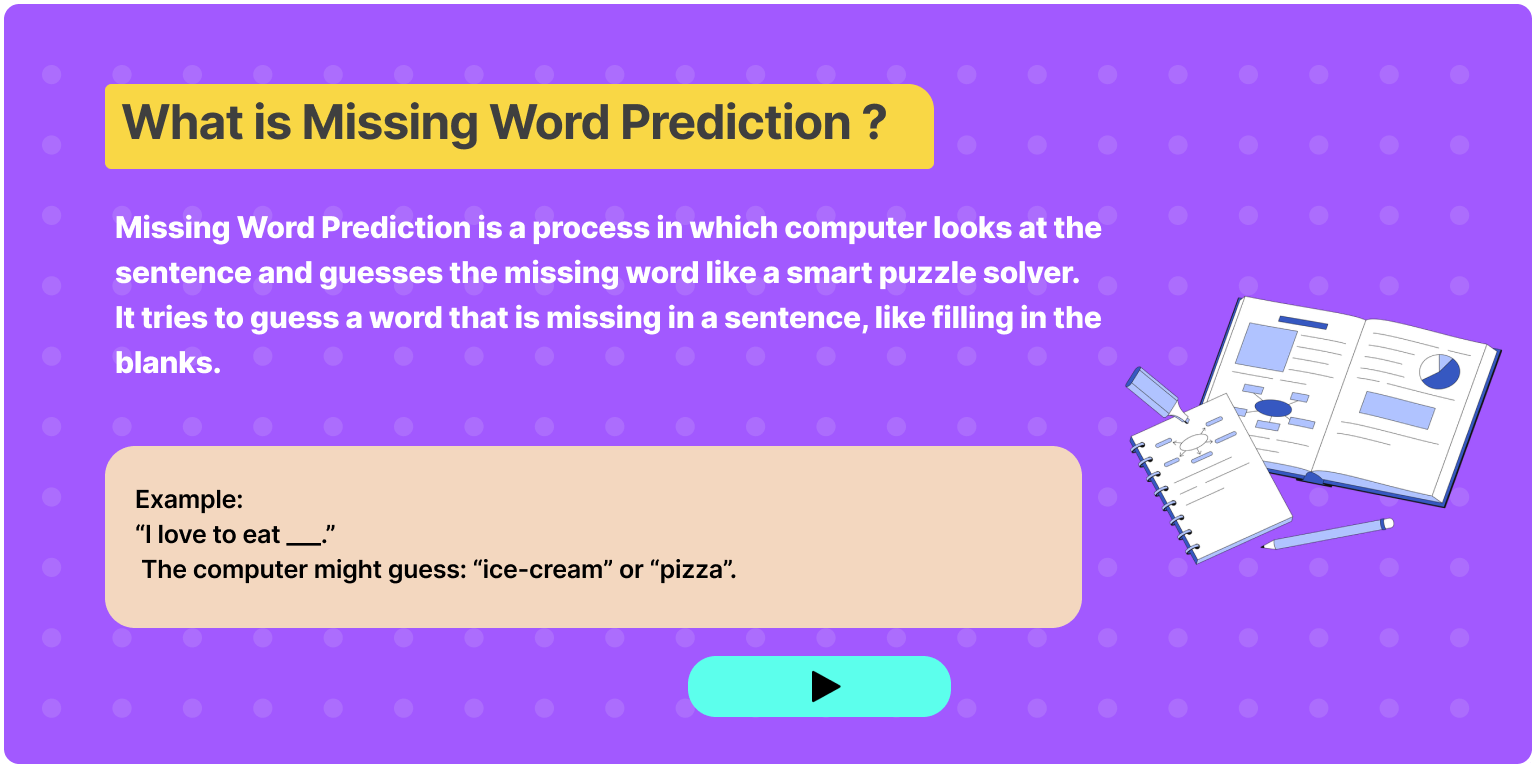 What is Missing Word Prediction ?
Missing Word Prediction is a process in which computer looks at the
sentence and guesses the missing word like a smart puzzle solver.
It tries to guess a word that is missing in a sentence, like filling in the
blanks.
Example:
“I love to eat ___.”
The computer might guess: “ice-cream” or “pizza”.